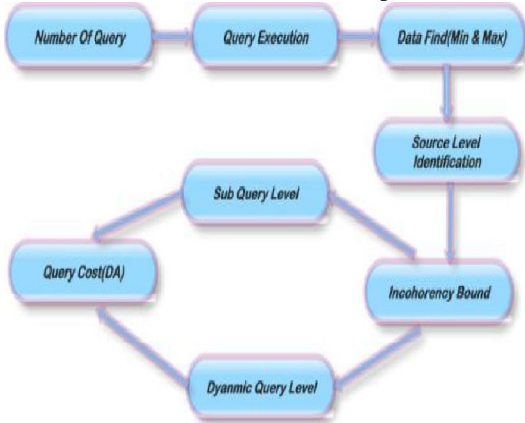 Number Of Query
Query Execution
Data Find(Min & Max)
Source Level
Identification
Sub Query Level
Query Cost(DA)
Incohorency Bound
Dyanmic Query Level